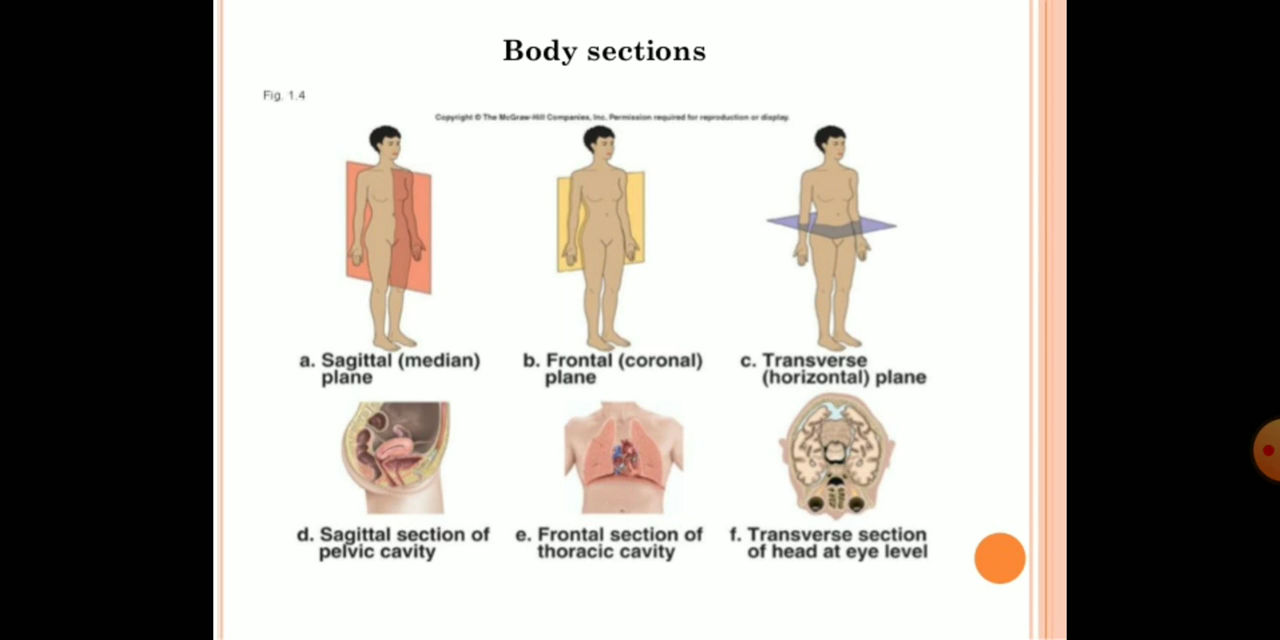 Body sections
Fig. 1.4
Copyright © The McGraw-Hill Companies, Inc. Permission required for reproduction or display.
a. Sagittal (median)
plane
b. Frontal (coronal)
plane
c. Transverse
(horizontal) plane
d. Sagittal section of
pelvic cavity
e. Frontal section of
thoracic cavity
f. Transverse section
of head at eye level